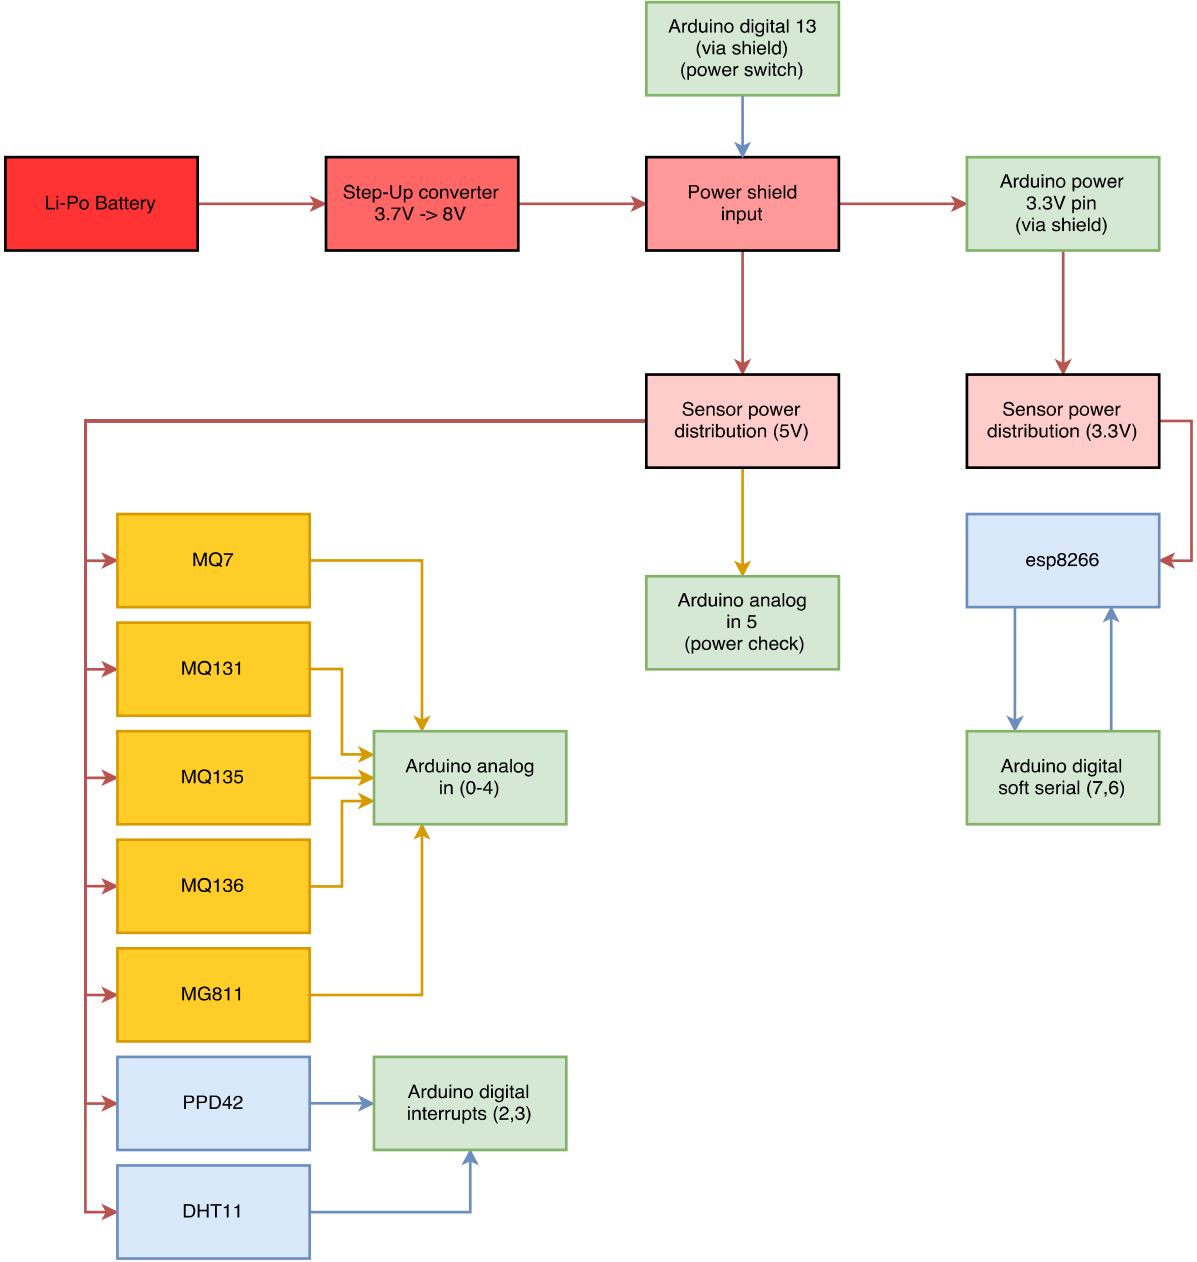 Arduino digital 13
(via shield)
(power switch)
Li-Po Battery
Step-Up converter
3.7V -> 8V
Power shield
input
Arduino power
3.3V pin
(via shield)
Sensor power
distribution (5V)
Sensor power
distribution (3.3V)
MQ7
esp8266
Arduino analog
in 5
(power check)
MQ131
MQ135
Arduino analog
in (0-4)
Arduino digital
soft serial (7,6)
MQ136
MG811
PPD42
Arduino digital
interrupts (2,3)
DHT11